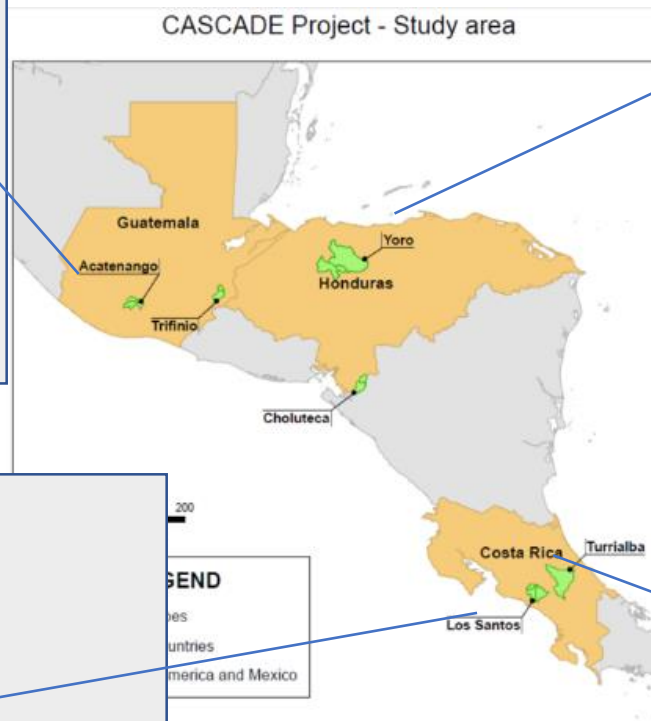 CASCADE Project - Study area
Guatemala
Yoro
Acatenango
Honduras
Trifinio
Choluteca
200
Costa Rica
Turrialba
Los Santos
GEND
untries
merica and Mexico